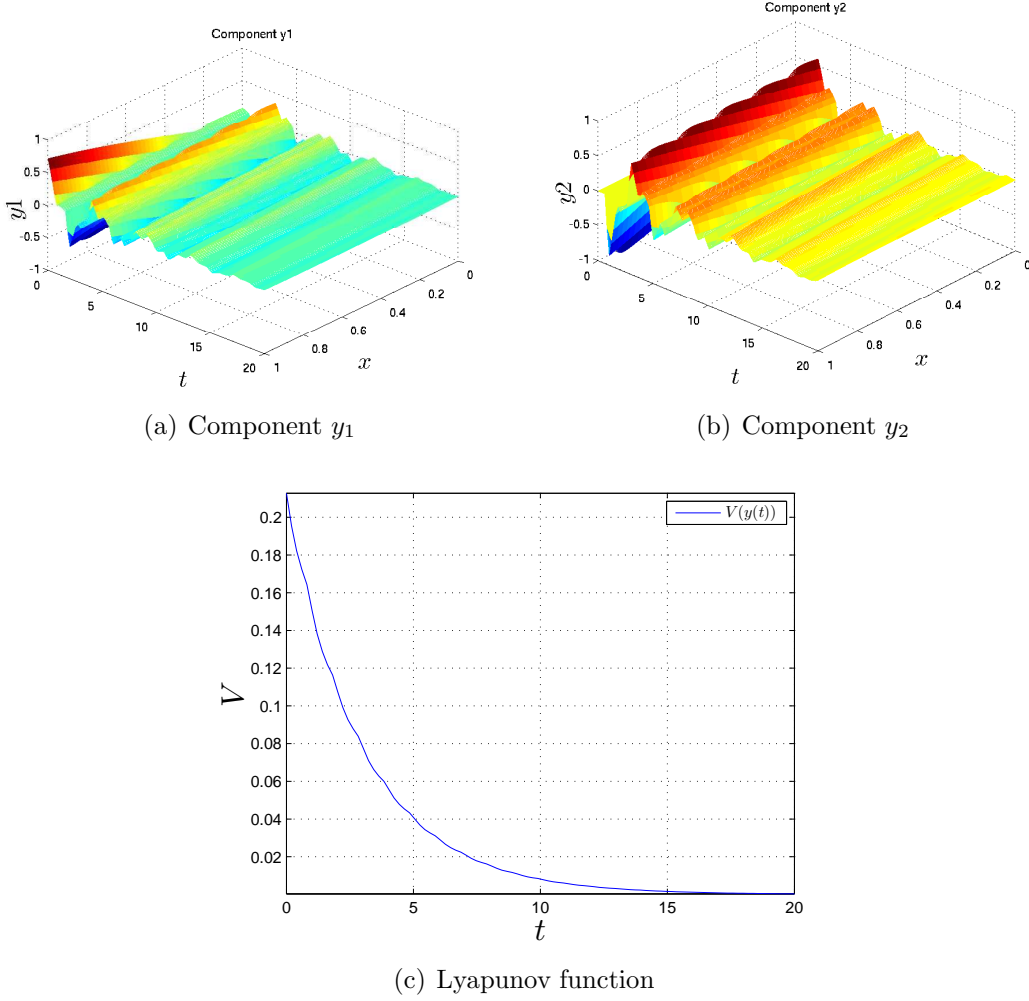 Component y1
1
0.5
0
-0.5
-1
y1
0
5
10
15
20
t
1
0.8
0.6
0.4
0.2
0
x
(a) Component y₁
Component y2
1
0.5
0
-0.5
-1
y2
0
5
10
15
20
t
1
0.8
0.6
0.4
0.2
0
x
(b) Component y₂
V(y(t))
0.2
0.18
0.16
0.14
0.12
0.1
0.08
0.06
0.04
0.02
V
0 5 10 15 20
t
(c) Lyapunov function